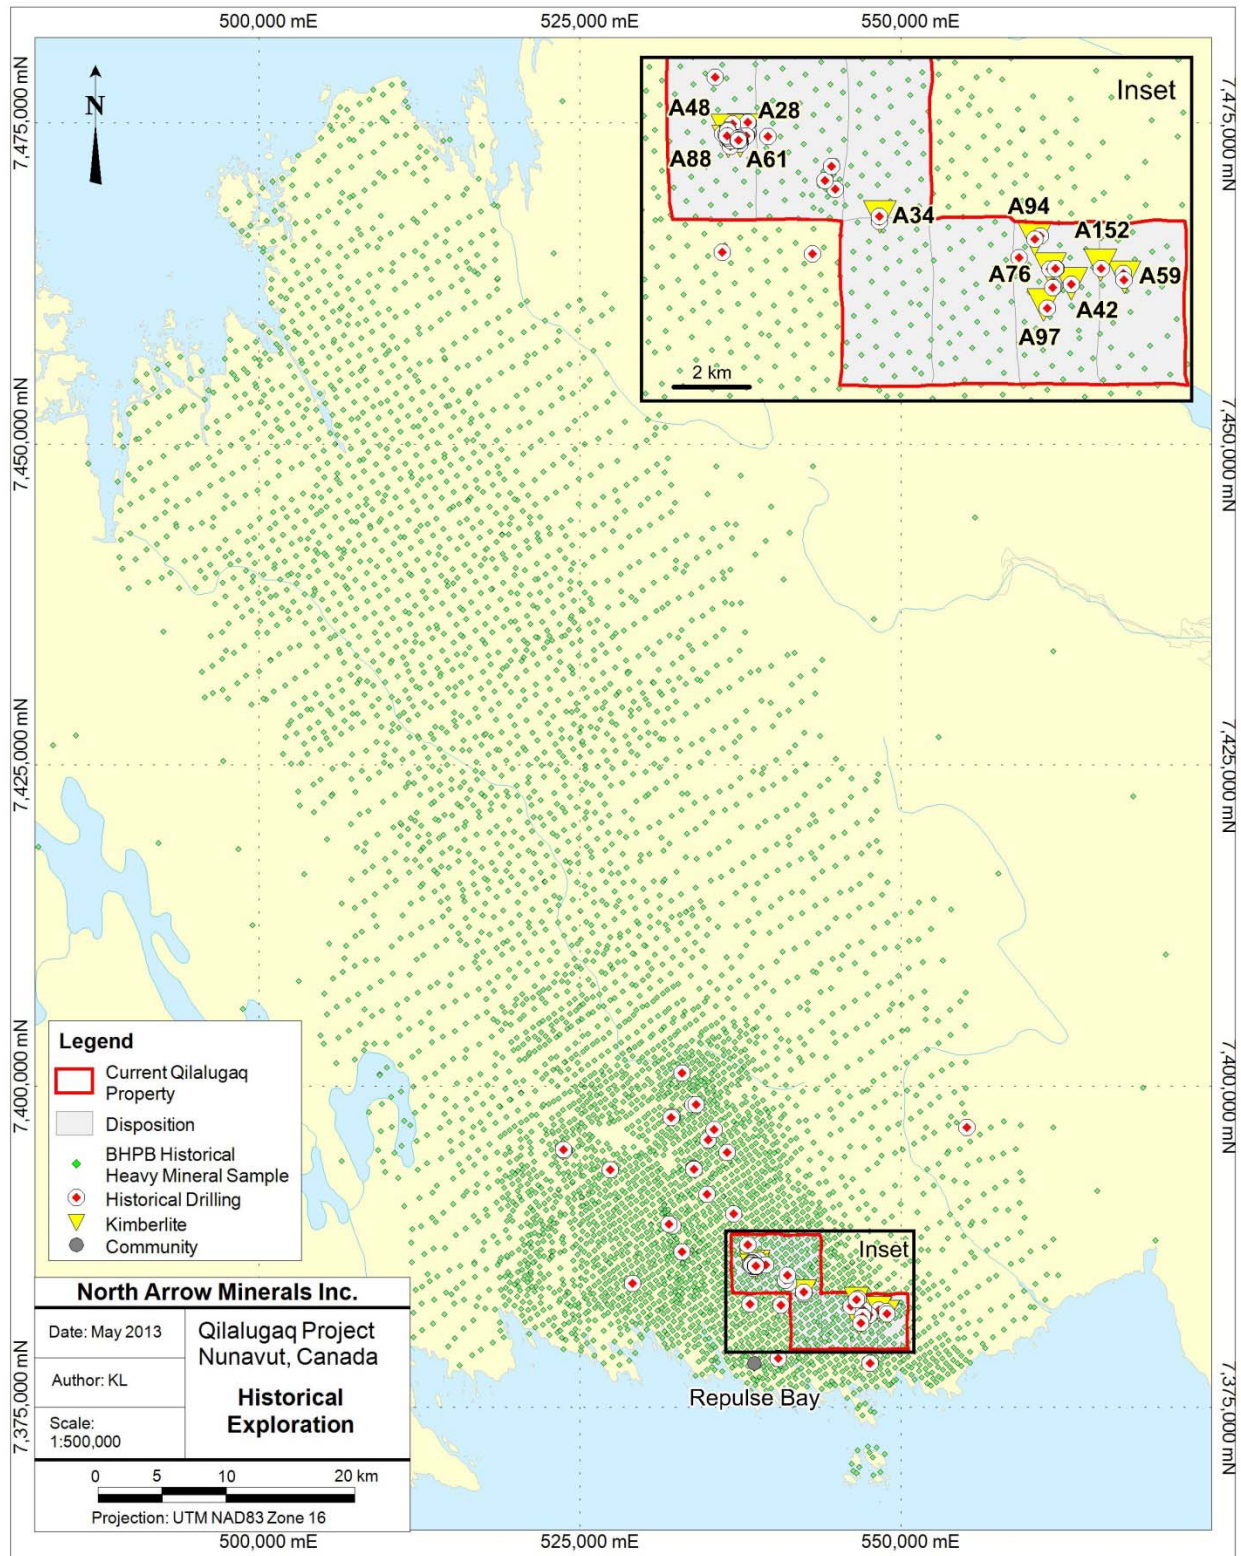 500,000 mE
525,000 mE
550,000 mE
7,475,000 mN
7,475,000 mN
N
Inset
A48
A28
A88
A61
A34
A94
A152
A76
A59
A42
A97
2 km
7,450,000 mN
7,450,000 mN
7,425,000 mN
7,425,000 mN
7,400,000 mN
7,400,000 mN
Legend
Current Qilalugaq
Property
Disposition
BHPB Historical
Heavy Mineral Sample
Historical Drilling
Kimberlite
Community
Inset
Repulse Bay
7,375,000 mN
7,375,000 mN
North Arrow Minerals Inc.
Date: May 2013
Author: KL
Scale:
1:500,000
Qilalugaq Project
Nunavut, Canada
Historical
Exploration
0 5 10 20 km
Projection: UTM NAD83 Zone 16
500,000 mE
525,000 mE
550,000 mE